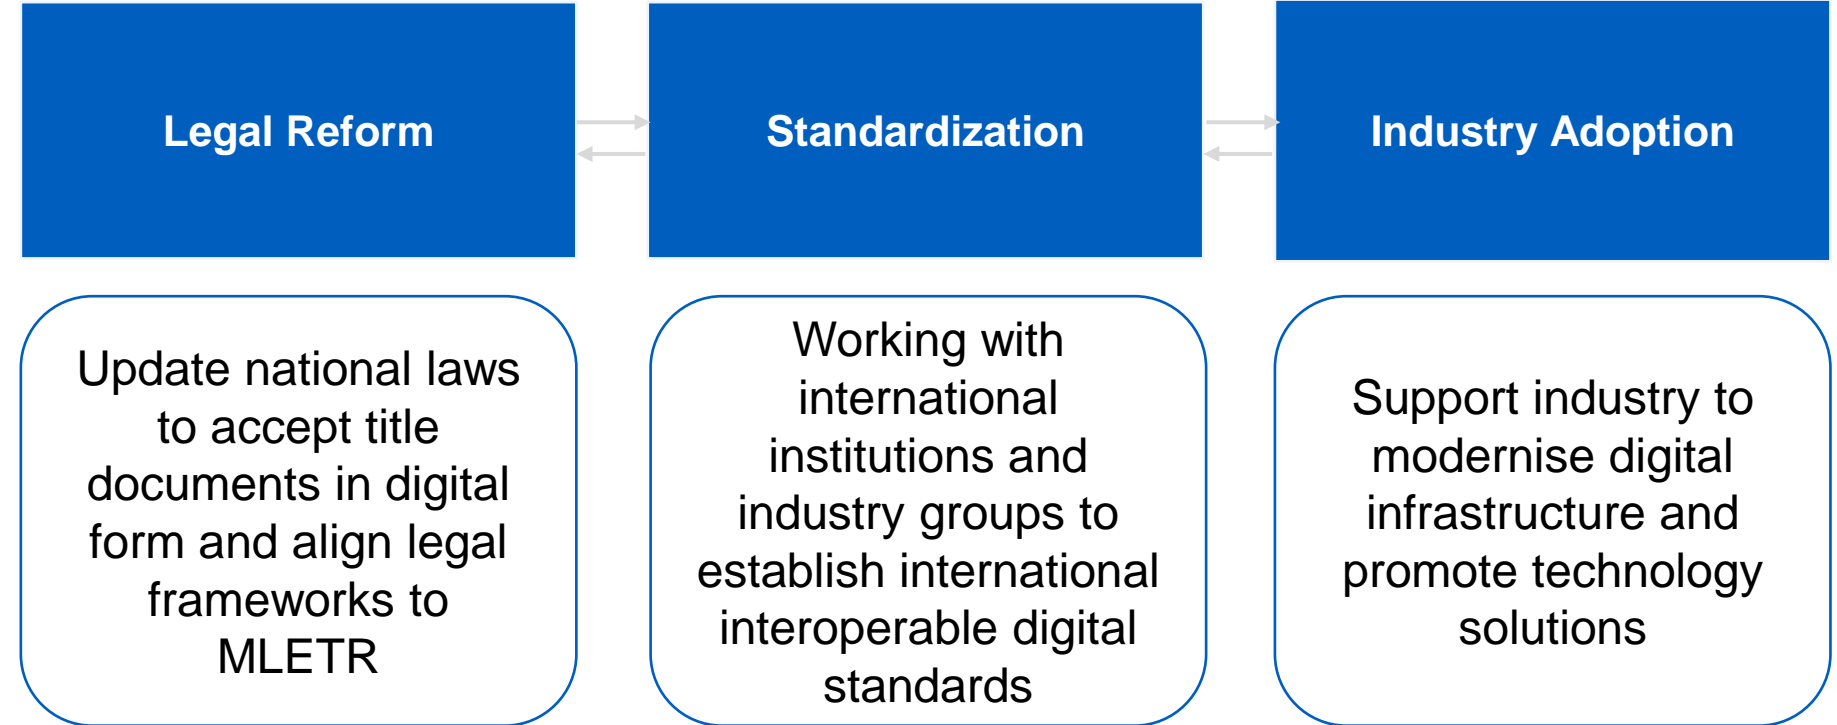 Legal Reform
Standardization
Industry Adoption
Update national laws
to accept title
documents in digital
form and align legal
frameworks to
MLETR
Working with
international
institutions and
industry groups to
establish international
interoperable digital
standards
Support industry to
modernise digital
infrastructure and
promote technology
solutions